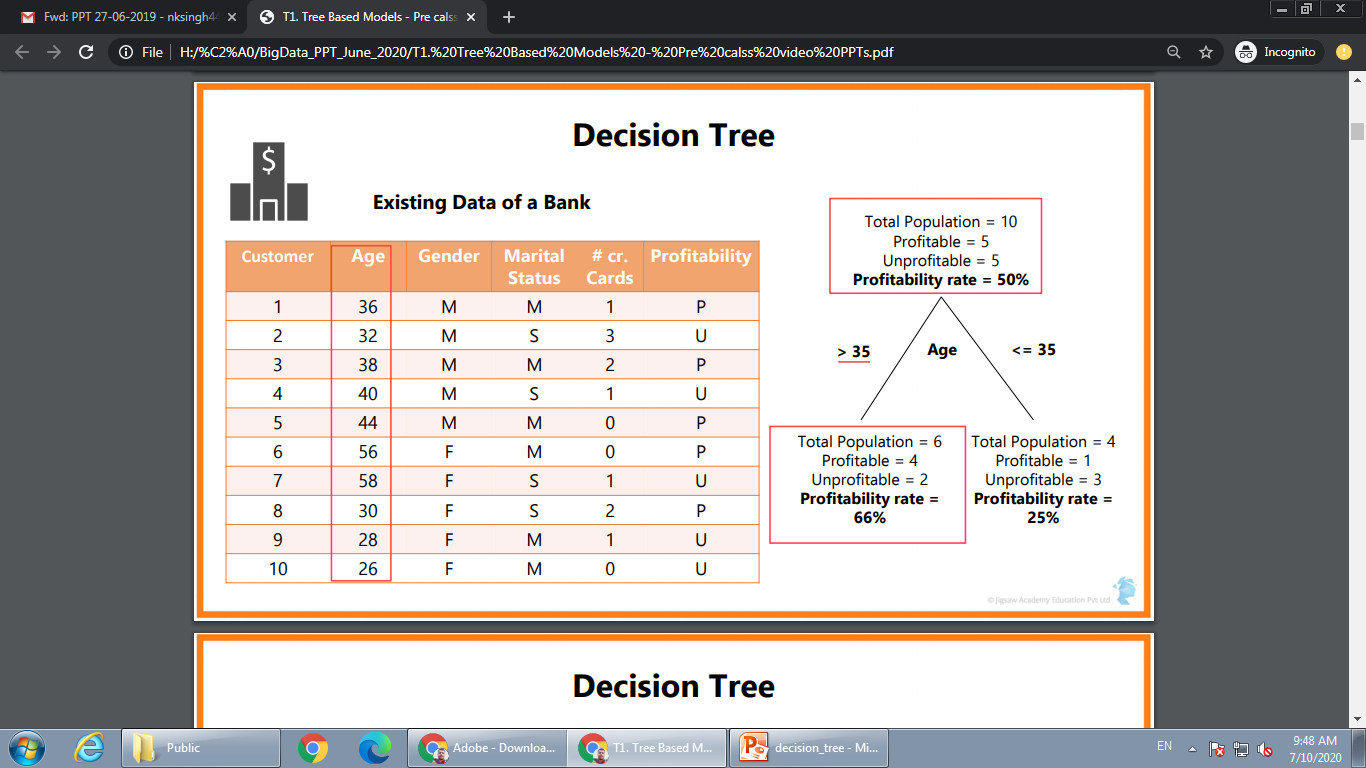 Fwd: PPT 27-06-2019 - nksingh44
T1. Tree Based Models - Pre calss
File
H:/%C2%A0/BigData_PPT_June_2020/T1.%20Tree%20Based%20Models%20-%20Pre%20calss%20video%20PPTs.pdf
Incognito
Decision Tree
$
Existing Data of a Bank
Customer Age Gender Marital Status # cr. Cards Profitability
1 36 M M 1 P
2 32 M S 3 U
3 38 M M 2 P
4 40 M S 1 U
5 44 M M 0 P
6 56 F M 0 P
7 58 F S 1 U
8 30 F S 2 P
9 28 F M 1 U
10 26 F M 0 U
Total Population = 10
Profitable = 5
Unprofitable = 5
Profitability rate = 50%
> 35 Age <= 35
Total Population = 6
Profitable = 4
Unprofitable = 2
Profitability rate =
66%
Total Population = 4
Profitable = 1
Unprofitable = 3
Profitability rate =
25%
© Jigsaw Academy Education Pvt Ltd
Decision Tree
Public
Adobe - Downloa...
T1. Tree Based M...
decision_tree - Mi...
EN
9:48 AM
7/10/2020